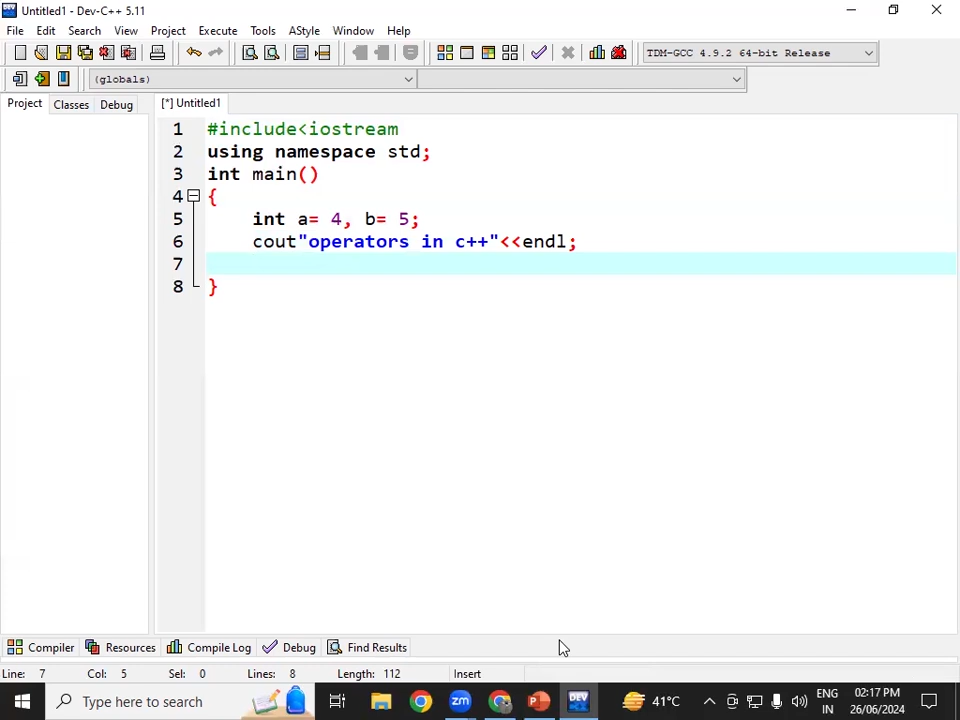 Untitled1 - Dev-C++ 5.11
File Edit Search View Project Execute Tools AStyle Window Help
TDM-GCC 4.9.2 64-bit Release
(globals)
Project Classes Debug [*] Untitled1
1 #include<iostream
2 using namespace std;
3 int main()
4 {
5 int a= 4, b= 5;
6 cout"operators in c++"<<endl;
7
8 }
Compiler Resources Compile Log Debug Find Results
Line: 7 Col: 5 Sel: 0 Lines: 8 Length: 112 Insert
Type here to search zm DEV 41°C ENG IN 02:17 PM 26/06/2024